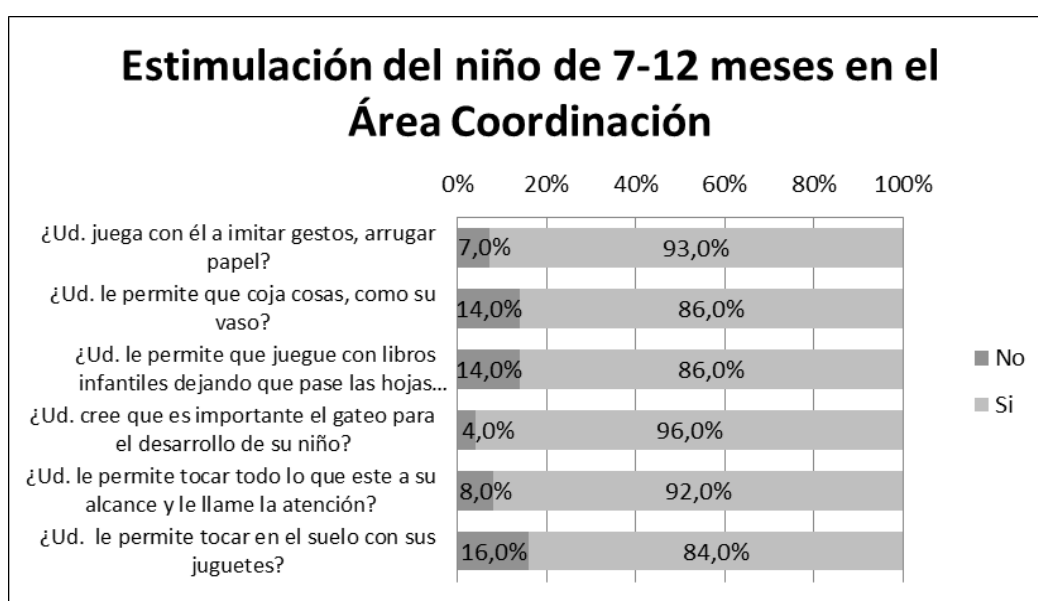 Estimulación del niño de 7-12 meses en el
Área Coordinación
0% 20% 40% 60% 80% 100%
¿Ud. juega con él a imitar gestos, arrugar
papel?
7,0% 93,0%
¿Ud. le permite que coja cosas, como su
vaso?
14,0% 86,0%
¿Ud. le permite que juegue con libros
infantiles dejando que pase las hojas...
14,0% 86,0%
¿Ud. cree que es importante el gateo para
el desarrollo de su niño?
4,0% 96,0%
¿Ud. le permite tocar todo lo que este a su
alcance y le llame la atención?
8,0% 92,0%
¿Ud.  le permite tocar en el suelo con sus
juguetes?
16,0% 84,0%
No
Si